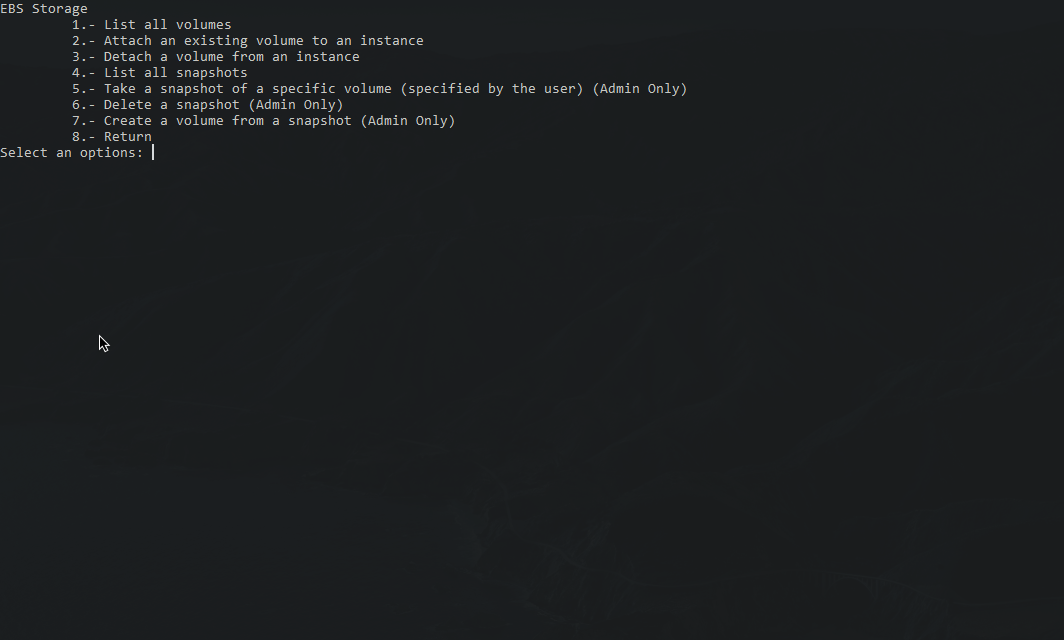 EBS Storage
1.- List all volumes
2.- Attach an existing volume to an instance
3.- Detach a volume from an instance
4.- List all snapshots
5.- Take a snapshot of a specific volume (specified by the user) (Admin Only)
6.- Delete a snapshot (Admin Only)
7.- Create a volume from a snapshot (Admin Only)
8.- Return
Select an options: